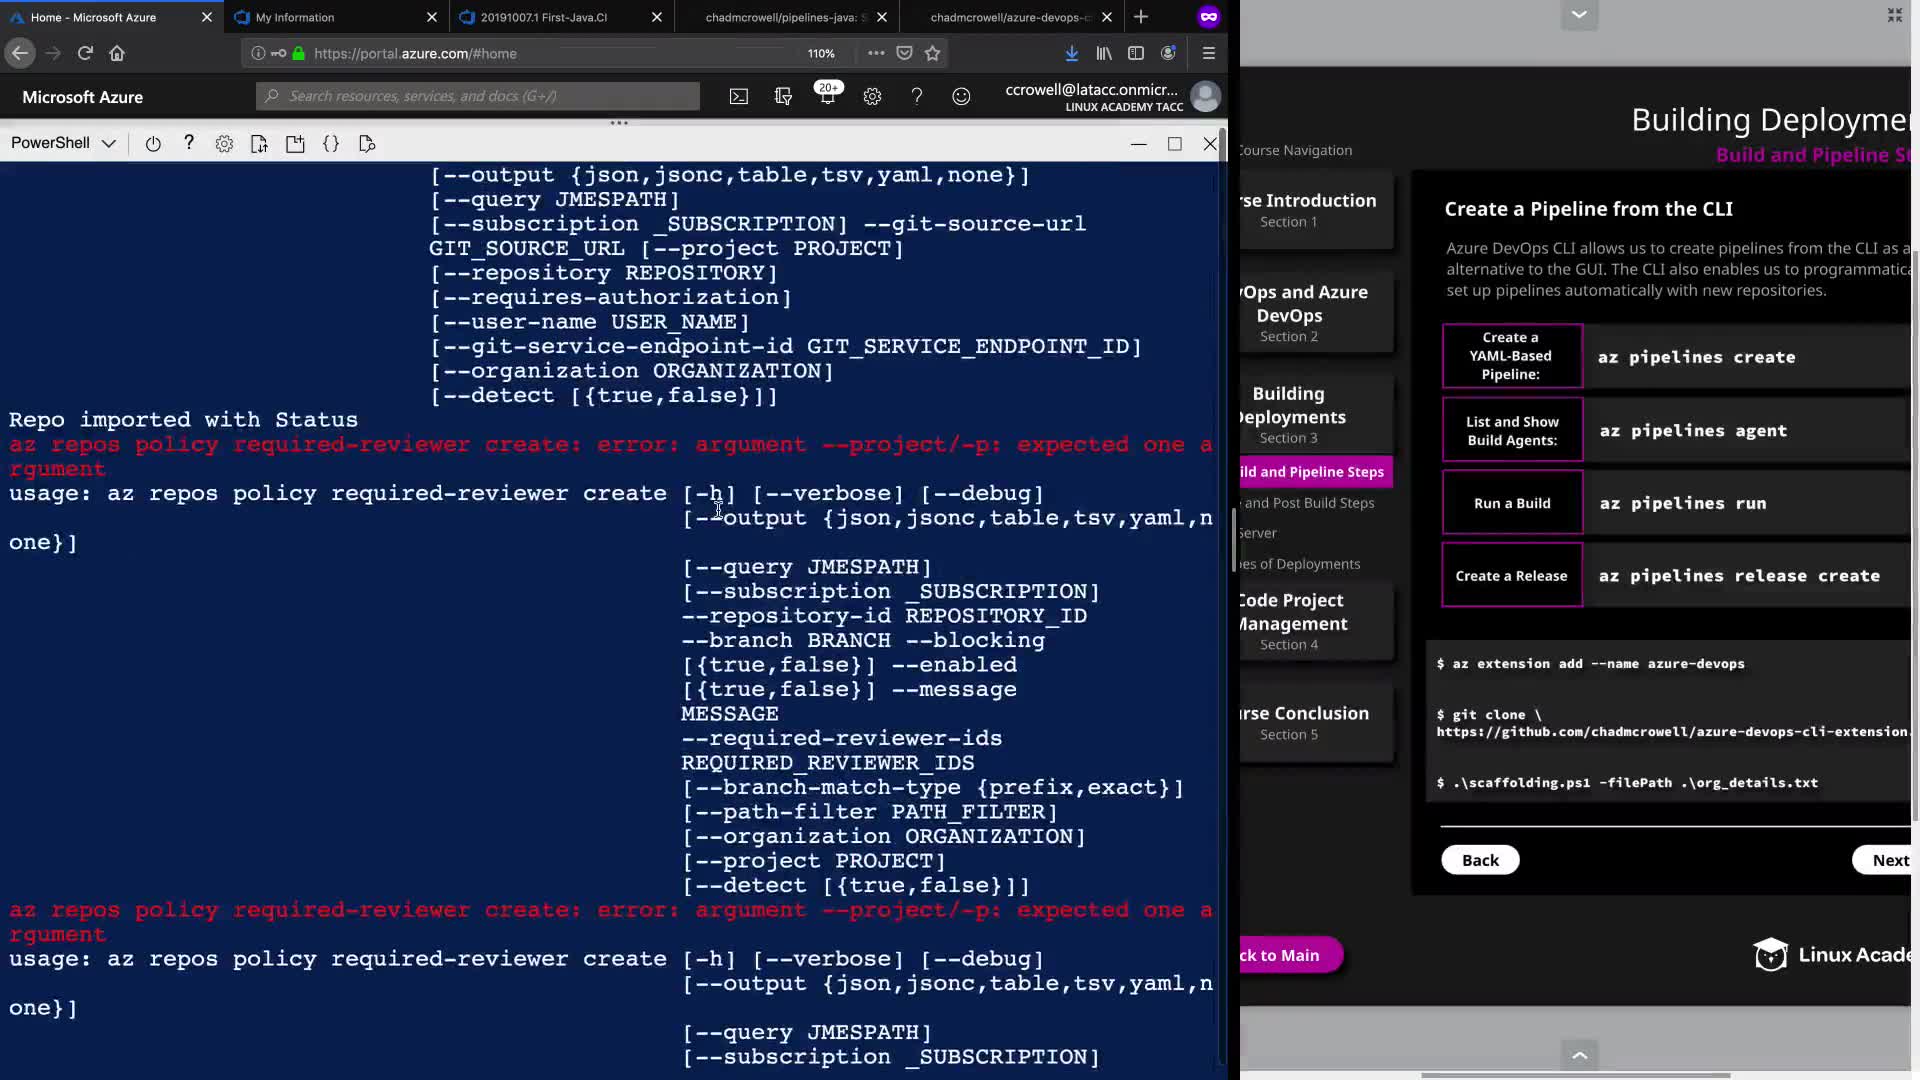 Home - Microsoft Azure
My Information
20191007.1 First-Java.CI
chadmcrowell/pipelines-java: S
chadmcrowell/azure-devops-c
https://portal.azure.com/#home
110%
Microsoft Azure
Search resources, services, and docs (G+/)
20+
ccrowell@latacc.onmicr...
LINUX ACADEMY TACC
PowerShell
[--output {json,jsonc,table,tsv,yaml,none}]
[--query JMESPATH]
[--subscription _SUBSCRIPTION] --git-source-url
GIT_SOURCE_URL [--project PROJECT]
[--repository REPOSITORY]
[--requires-authorization]
[--user-name USER_NAME]
[--git-service-endpoint-id GIT_SERVICE_ENDPOINT_ID]
[--organization ORGANIZATION]
[--detect [{true,false}]]
Repo imported with Status
az repos policy required-reviewer create: error: argument --project/-p: expected one a
rgument
usage: az repos policy required-reviewer create [-h] [--verbose] [--debug]
[--output {json,jsonc,table,tsv,yaml,n
one}]
[--query JMESPATH]
[--subscription _SUBSCRIPTION]
--repository-id REPOSITORY_ID
--branch BRANCH --blocking
[{true,false}] --enabled
[{true,false}] --message
MESSAGE
--required-reviewer-ids
REQUIRED_REVIEWER_IDS
[--branch-match-type {prefix,exact}]
[--path-filter PATH_FILTER]
[--organization ORGANIZATION]
[--project PROJECT]
[--detect [{true,false}]]
az repos policy required-reviewer create: error: argument --project/-p: expected one a
rgument
usage: az repos policy required-reviewer create [-h] [--verbose] [--debug]
[--output {json,jsonc,table,tsv,yaml,n
one}]
[--query JMESPATH]
[--subscription _SUBSCRIPTION]
Building Deployme
Build and Pipeline St
Course Navigation
rse Introduction
Section 1
Ops and Azure
DevOps
Section 2
Building
Deployments
Section 3
ild and Pipeline Steps
and Post Build Steps
Server
pes of Deployments
Code Project
Management
Section 4
urse Conclusion
Section 5
ck to Main
Create a Pipeline from the CLI
Azure DevOps CLI allows us to create pipelines from the CLI as a
alternative to the GUI. The CLI also enables us to programmatica
set up pipelines automatically with new repositories.
Create a
YAML-Based
Pipeline:
az pipelines create
List and Show
Build Agents:
az pipelines agent
Run a Build
az pipelines run
Create a Release
az pipelines release create
$ az extension add --name azure-devops
$ git clone \
https://github.com/chadmcrowell/azure-devops-cli-extension.
$ .\scaffolding.ps1 -filePath .\org_details.txt
Back
Next
Linux Acade